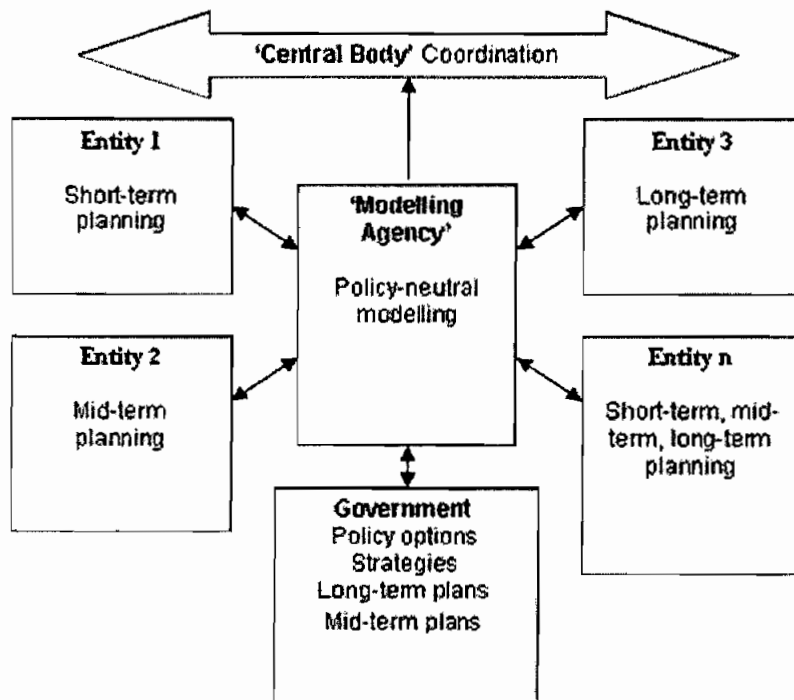 'Central Body' Coordination
Entity 1
Short-term
planning
Entity 2
Mid-term
planning
'Modelling
Agency'
Policy-neutral
modelling
Entity 3
Long-term
planning
Entity n
Short-term, mid-
term, long-term
planning
Government
Policy options
Strategies
Long-term plans
Mid-term plans